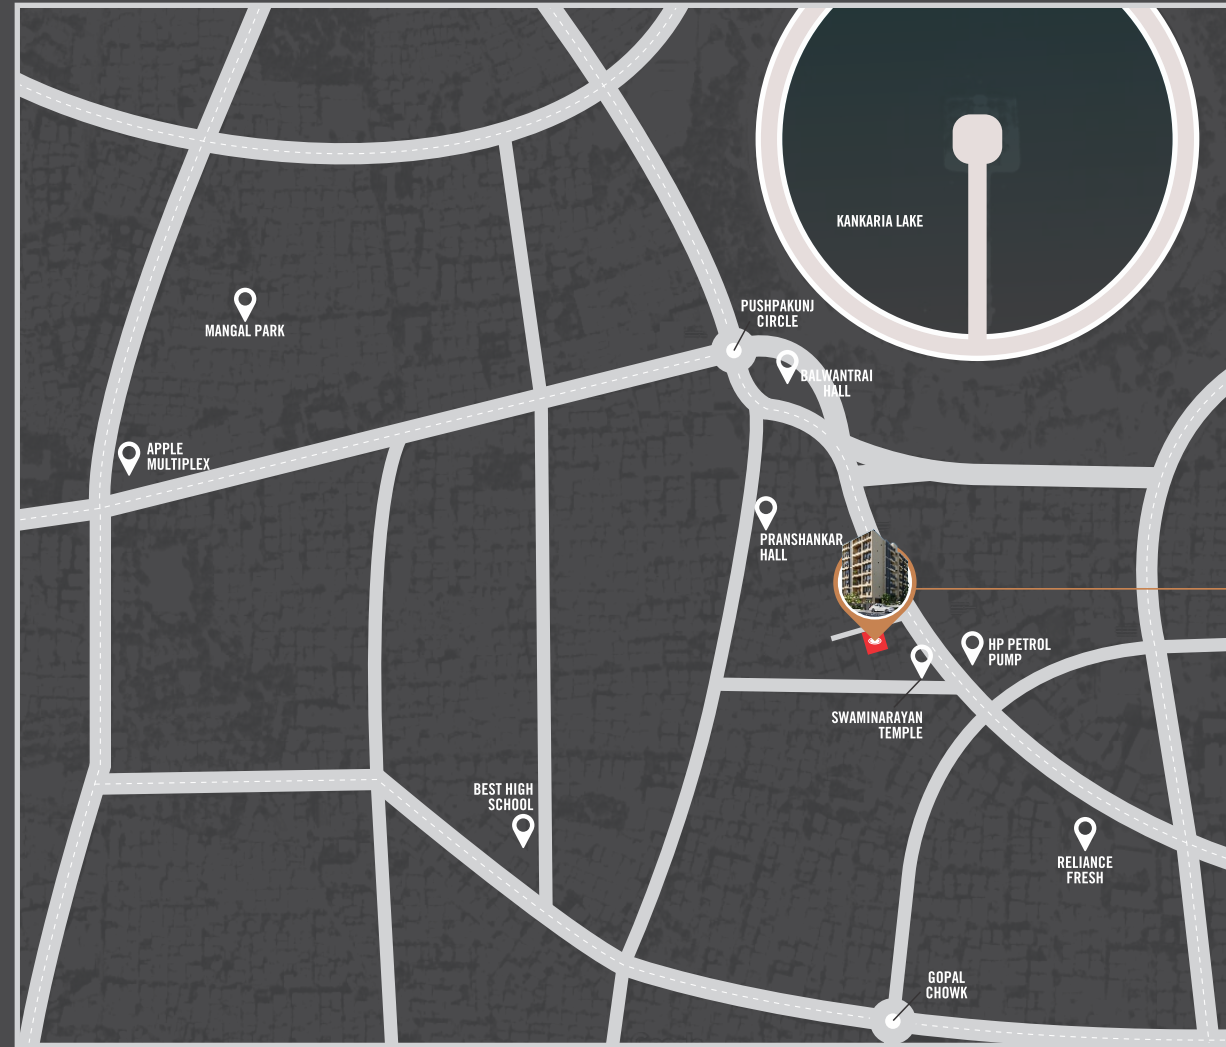 KANKARIA LAKE
PUSHPAKUNJ
CIRCLE
MANGAL PARK
BALWANTRAI
HALL
APPLE
MULTIPLEX
PRANSHANKAR
HALL
HP PETROL
PUMP
SWAMINARAYAN
TEMPLE
BEST HIGH
SCHOOL
RELIANCE
FRESH
GOPAL
CHOWK